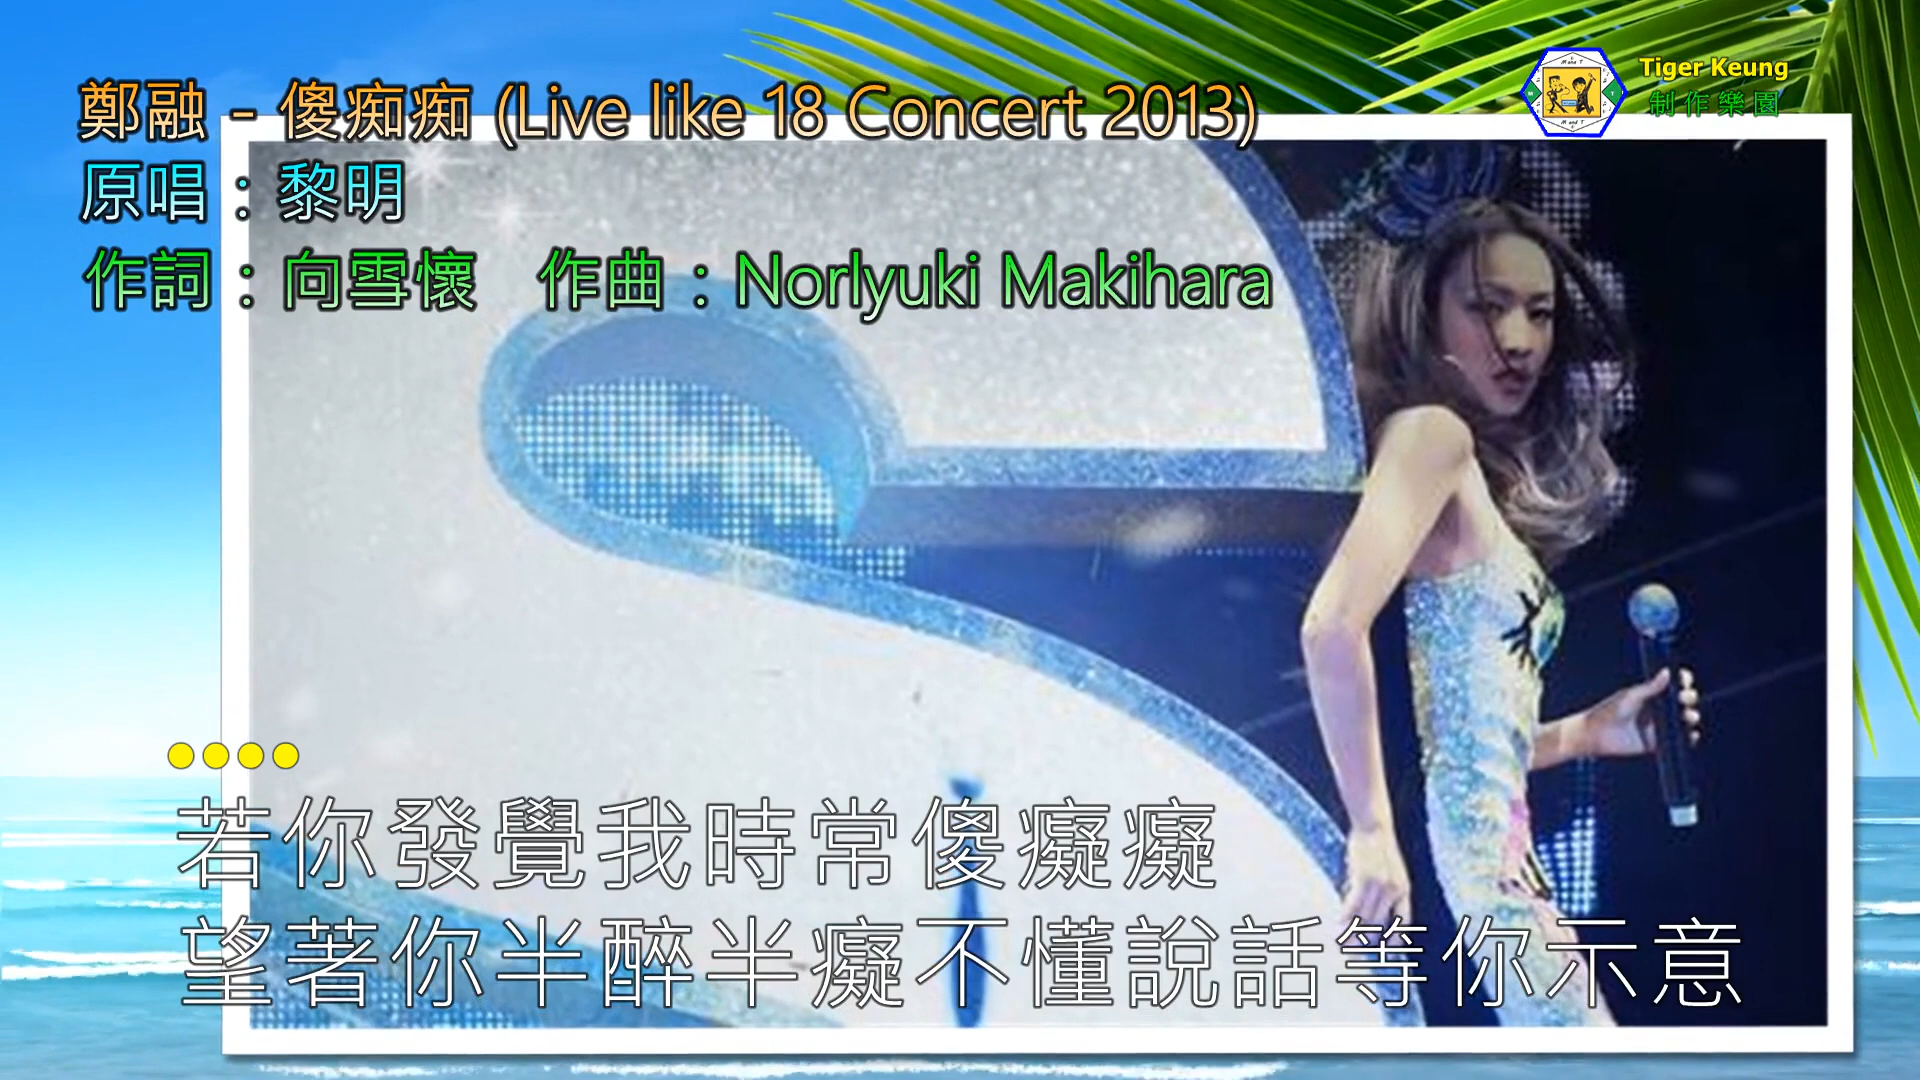 鄭融 - 傻痴痴 (Live like 18 Concert 2013)
原唱：黎明
作詞：向雪懷 作曲：Norlyuki Makihara
Tiger Keung
制作樂園
若你發覺我時常傻癡癡
望著你半醉半癡不懂說話等你示意